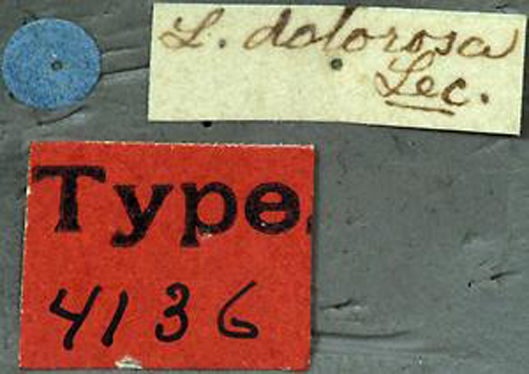 L. dolorosa
Lec.
Type
4136